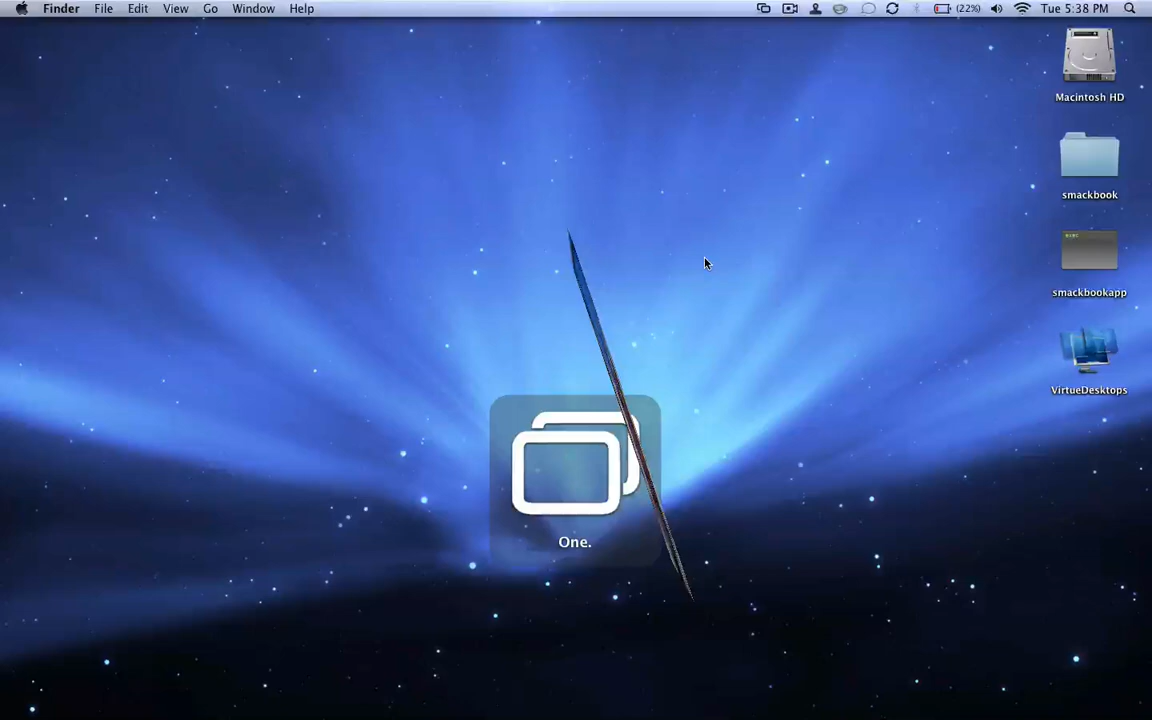 Finder File Edit View Go Window Help (22%) Tue 5:38 PM
Macintosh HD
smackbook
smackbookapp
VirtueDesktops
One.